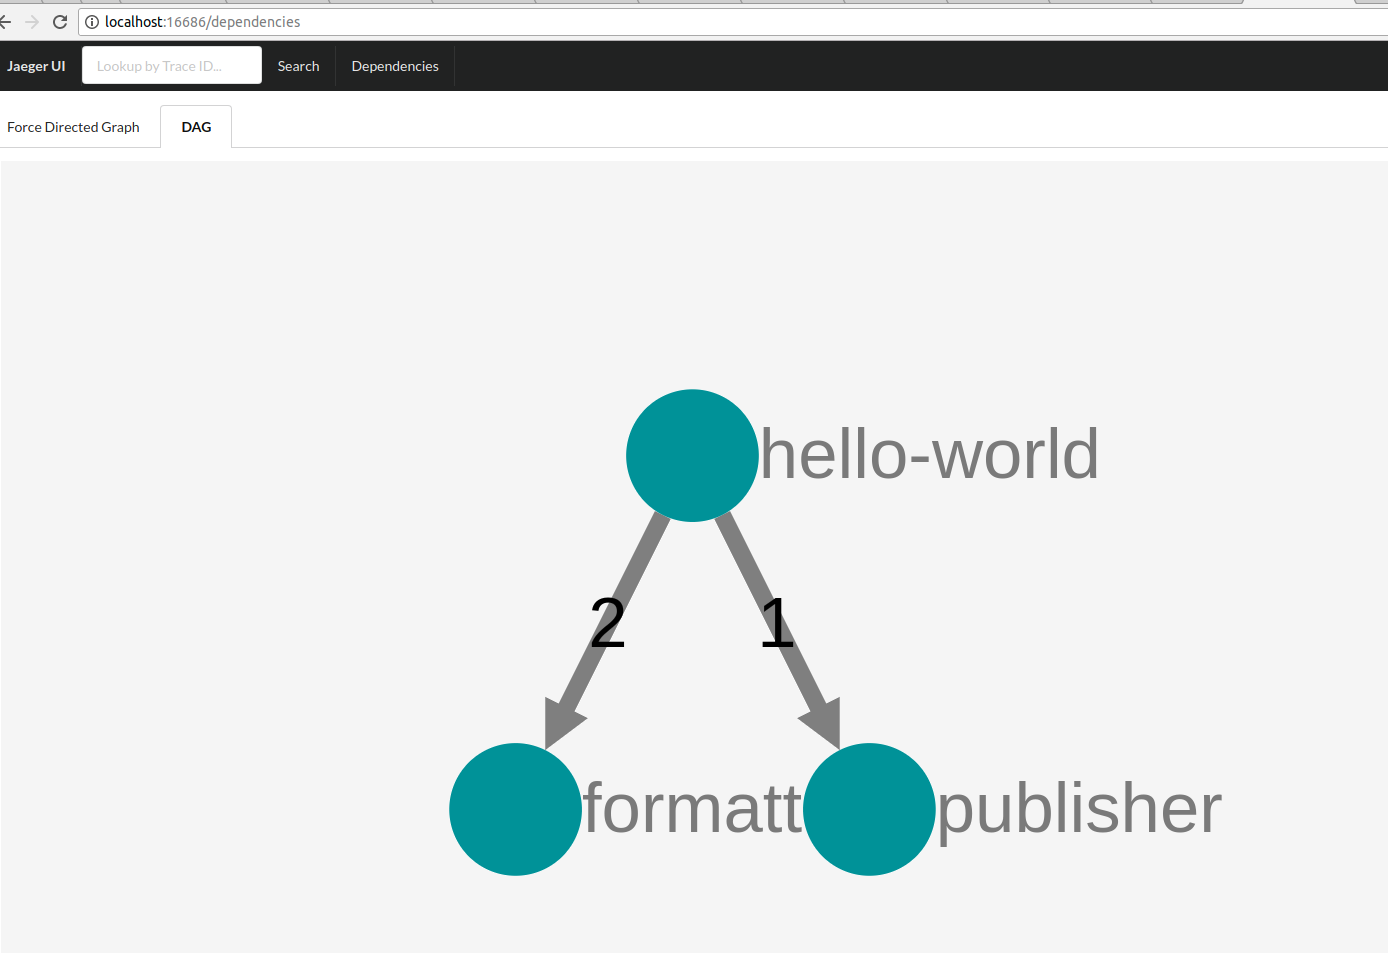 localhost:16686/dependencies
Jaeger UI Lookup by Trace ID... Search Dependencies
Force Directed Graph DAG
hello-world
2 1
formatt publisher